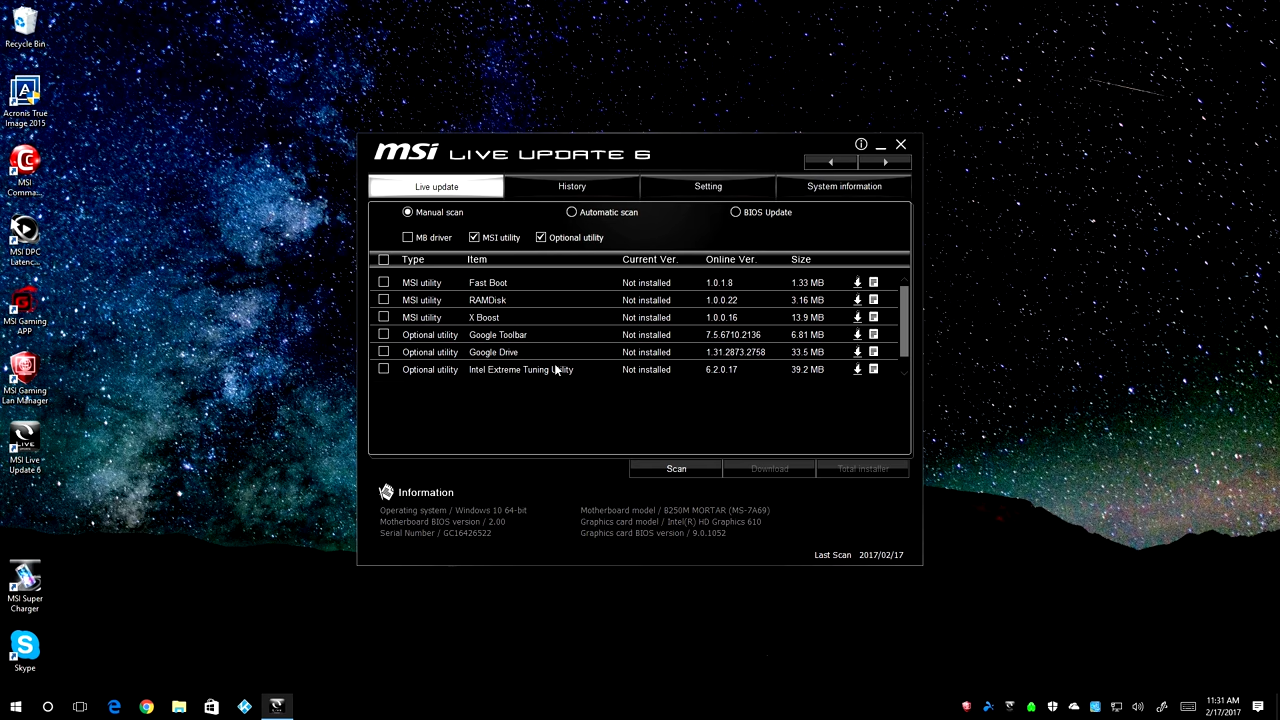 Recycle Bin
Acronis True
Image 2015
MSI
Comma...
MSI DPC
Latenc...
MSI Gaming
APP
MSI Gaming
Lan Manager
LIVE
MSI Live
Update 6
MSI Super
Charger
Skype
msi LIVE UPDATE 6
Live update History Setting System information
Manual scan Automatic scan BIOS Update
MB driver MSI utility Optional utility
Type Item Current Ver. Online Ver. Size
MSI utility Fast Boot Not installed 1.0.1.8 1.33 MB
MSI utility RAMDisk Not installed 1.0.0.22 3.16 MB
MSI utility X Boost Not installed 1.0.0.16 13.9 MB
Optional utility Google Toolbar Not installed 7.5.6710.2136 6.81 MB
Optional utility Google Drive Not installed 1.31.2873.2758 33.5 MB
Optional utility Intel Extreme Tuning Utility Not installed 6.2.0.17 39.2 MB
Scan Download Total installer
Information
Operating system / Windows 10 64-bit Motherboard model / B250M MORTAR (MS-7A69)
Motherboard BIOS version / 2.00 Graphics card model / Intel(R) HD Graphics 610
Serial Number / GC16426522 Graphics card BIOS version / 9.0.1052
Last Scan 2017/02/17
11:31 AM
2/17/2017